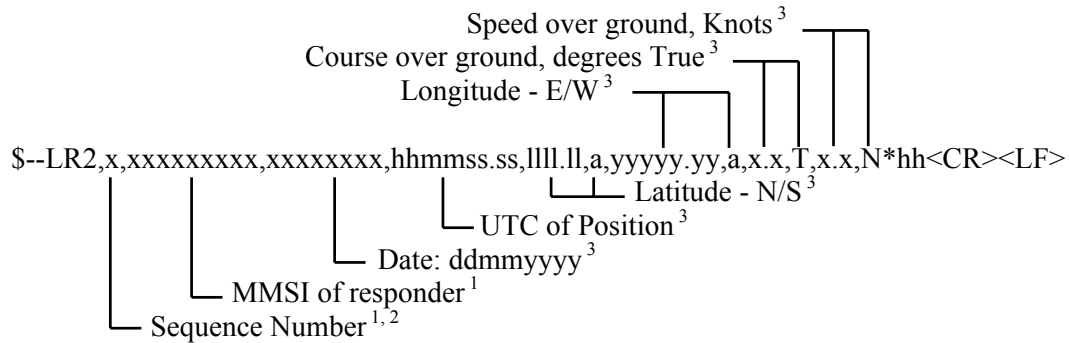 Speed over ground, Knots 3
Course over ground, degrees True 3
Longitude - E/W 3
$--LR2,x,xxxxxxxxx,xxxxxxxx,hhmmss.ss,llll.ll,a,yyyyy.yy,a,x.x,T,x.x,N*hh<CR><LF>
Latitude - N/S 3
UTC of Position 3
Date: ddmmyyyy 3
MMSI of responder 1
Sequence Number 1, 2